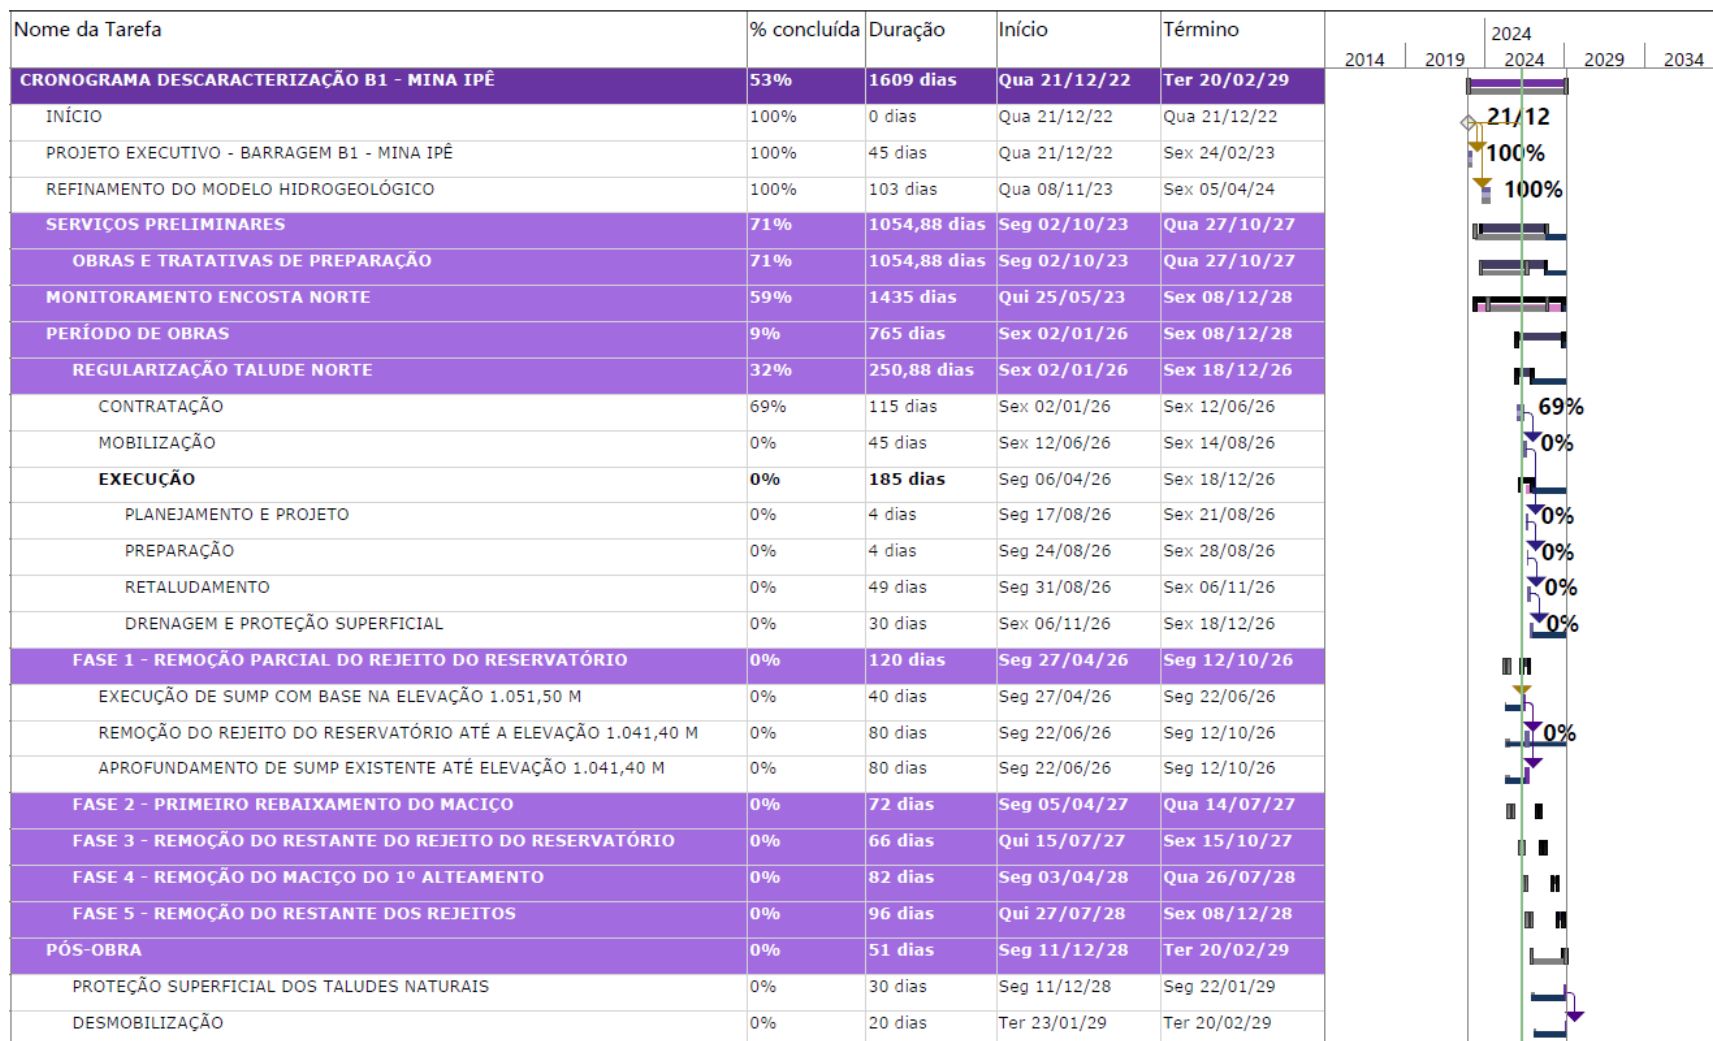 Nome da Tarefa % concluída Duração Início Término
2024
2014 2019 2024 2029 2034
CRONOGRAMA DESCARACTERIZAÇÃO B1 - MINA IPÊ 53% 1609 dias Qua 21/12/22 Ter 20/02/29
INÍCIO 100% 0 dias Qua 21/12/22 Qua 21/12/22 21/12
PROJETO EXECUTIVO - BARRAGEM B1 - MINA IPÊ 100% 45 dias Qua 21/12/22 Sex 24/02/23 100%
REFINAMENTO DO MODELO HIDROGEOLÓGICO 100% 103 dias Qua 08/11/23 Sex 05/04/24 100%
SERVIÇOS PRELIMINARES 71% 1054,88 dias Seg 02/10/23 Qua 27/10/27
OBRAS E TRATATIVAS DE PREPARAÇÃO 71% 1054,88 dias Seg 02/10/23 Qua 27/10/27
MONITORAMENTO ENCOSTA NORTE 59% 1435 dias Qui 25/05/23 Sex 08/12/28
PERÍODO DE OBRAS 9% 765 dias Sex 02/01/26 Sex 08/12/28
REGULARIZAÇÃO TALUDE NORTE 32% 250,88 dias Sex 02/01/26 Sex 18/12/26
CONTRATAÇÃO 69% 115 dias Sex 02/01/26 Sex 12/06/26 69%
MOBILIZAÇÃO 0% 45 dias Sex 12/06/26 Sex 14/08/26 0%
EXECUÇÃO 0% 185 dias Seg 06/04/26 Sex 18/12/26
PLANEJAMENTO E PROJETO 0% 4 dias Seg 17/08/26 Sex 21/08/26 0%
PREPARAÇÃO 0% 4 dias Seg 24/08/26 Sex 28/08/26 0%
RETALUDAMENTO 0% 49 dias Seg 31/08/26 Sex 06/11/26 0%
DRENAGEM E PROTEÇÃO SUPERFICIAL 0% 30 dias Sex 06/11/26 Sex 18/12/26 0%
FASE 1 - REMOÇÃO PARCIAL DO REJEITO DO RESERVATÓRIO 0% 120 dias Seg 27/04/26 Seg 12/10/26
EXECUÇÃO DE SUMP COM BASE NA ELEVAÇÃO 1.051,50 M 0% 40 dias Seg 27/04/26 Seg 22/06/26
REMOÇÃO DO REJEITO DO RESERVATÓRIO ATÉ A ELEVAÇÃO 1.041,40 M 0% 80 dias Seg 22/06/26 Seg 12/10/26 0%
APROFUNDAMENTO DE SUMP EXISTENTE ATÉ ELEVAÇÃO 1.041,40 M 0% 80 dias Seg 22/06/26 Seg 12/10/26
FASE 2 - PRIMEIRO REBAIXAMENTO DO MACIÇO 0% 72 dias Seg 05/04/27 Qua 14/07/27
FASE 3 - REMOÇÃO DO RESTANTE DO REJEITO DO RESERVATÓRIO 0% 66 dias Qui 15/07/27 Sex 15/10/27
FASE 4 - REMOÇÃO DO MACIÇO DO 1º ALTEAMENTO 0% 82 dias Seg 03/04/28 Qua 26/07/28
FASE 5 - REMOÇÃO DO RESTANTE DOS REJEITOS 0% 96 dias Qui 27/07/28 Sex 08/12/28
PÓS-OBRA 0% 51 dias Seg 11/12/28 Ter 20/02/29
PROTEÇÃO SUPERFICIAL DOS TALUDES NATURAIS 0% 30 dias Seg 11/12/28 Seg 22/01/29
DESMOBILIZAÇÃO 0% 20 dias Ter 23/01/29 Ter 20/02/29